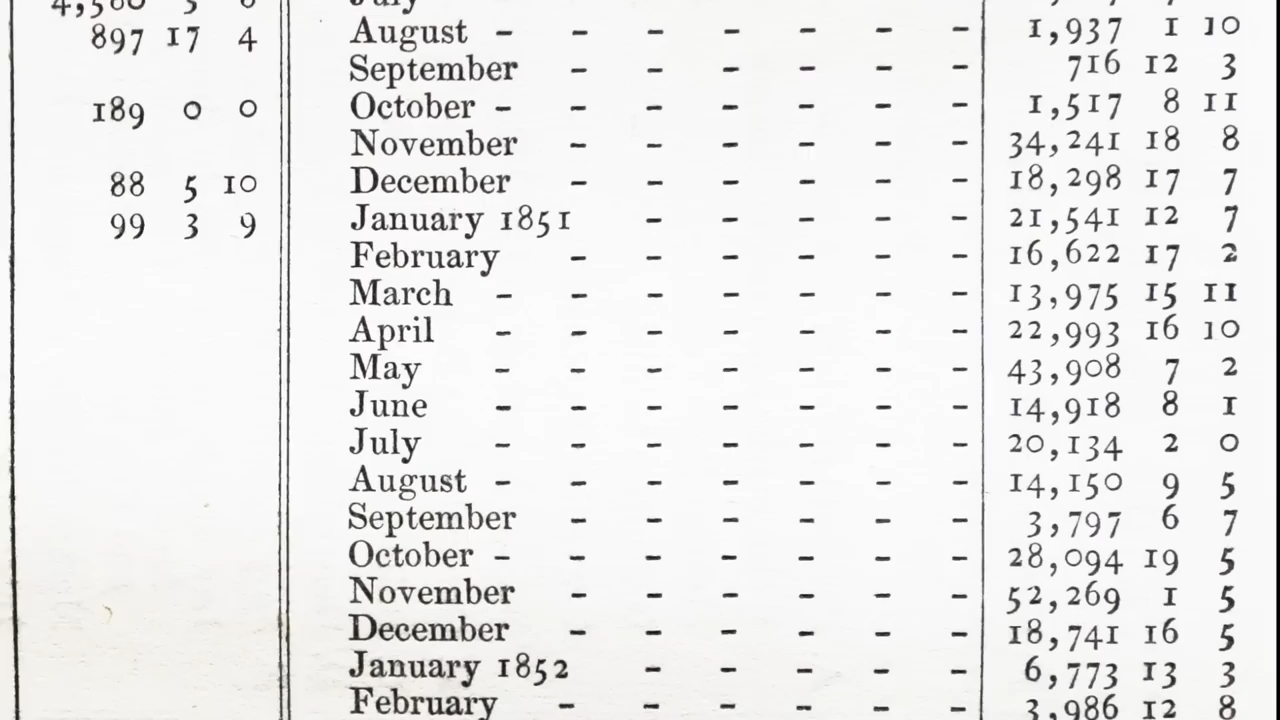 4,580 5 8 July
897 17 4 August - - - - - - - 1,937 1 10
September - - - - - - 716 12 3
189 0 0 October - - - - - - - 1,517 8 11
November - - - - - - 34,241 18 8
88 5 10 December - - - - - - 18,298 17 7
99 3 9 January 1851 - - - - - 21,541 12 7
February - - - - - - 16,622 17 2
March - - - - - - - 13,975 15 11
April - - - - - - - 22,993 16 10
May - - - - - - - 43,908 7 2
June - - - - - - - 14,918 8 1
July - - - - - - - 20,134 2 0
August - - - - - - - 14,150 9 5
September - - - - - - 3,797 6 7
October - - - - - - - 28,094 19 5
November - - - - - - 52,269 1 5
December - - - - - - 18,741 16 5
January 1852 - - - - - 6,773 13 3
February - - - - - - 3,986 12 8